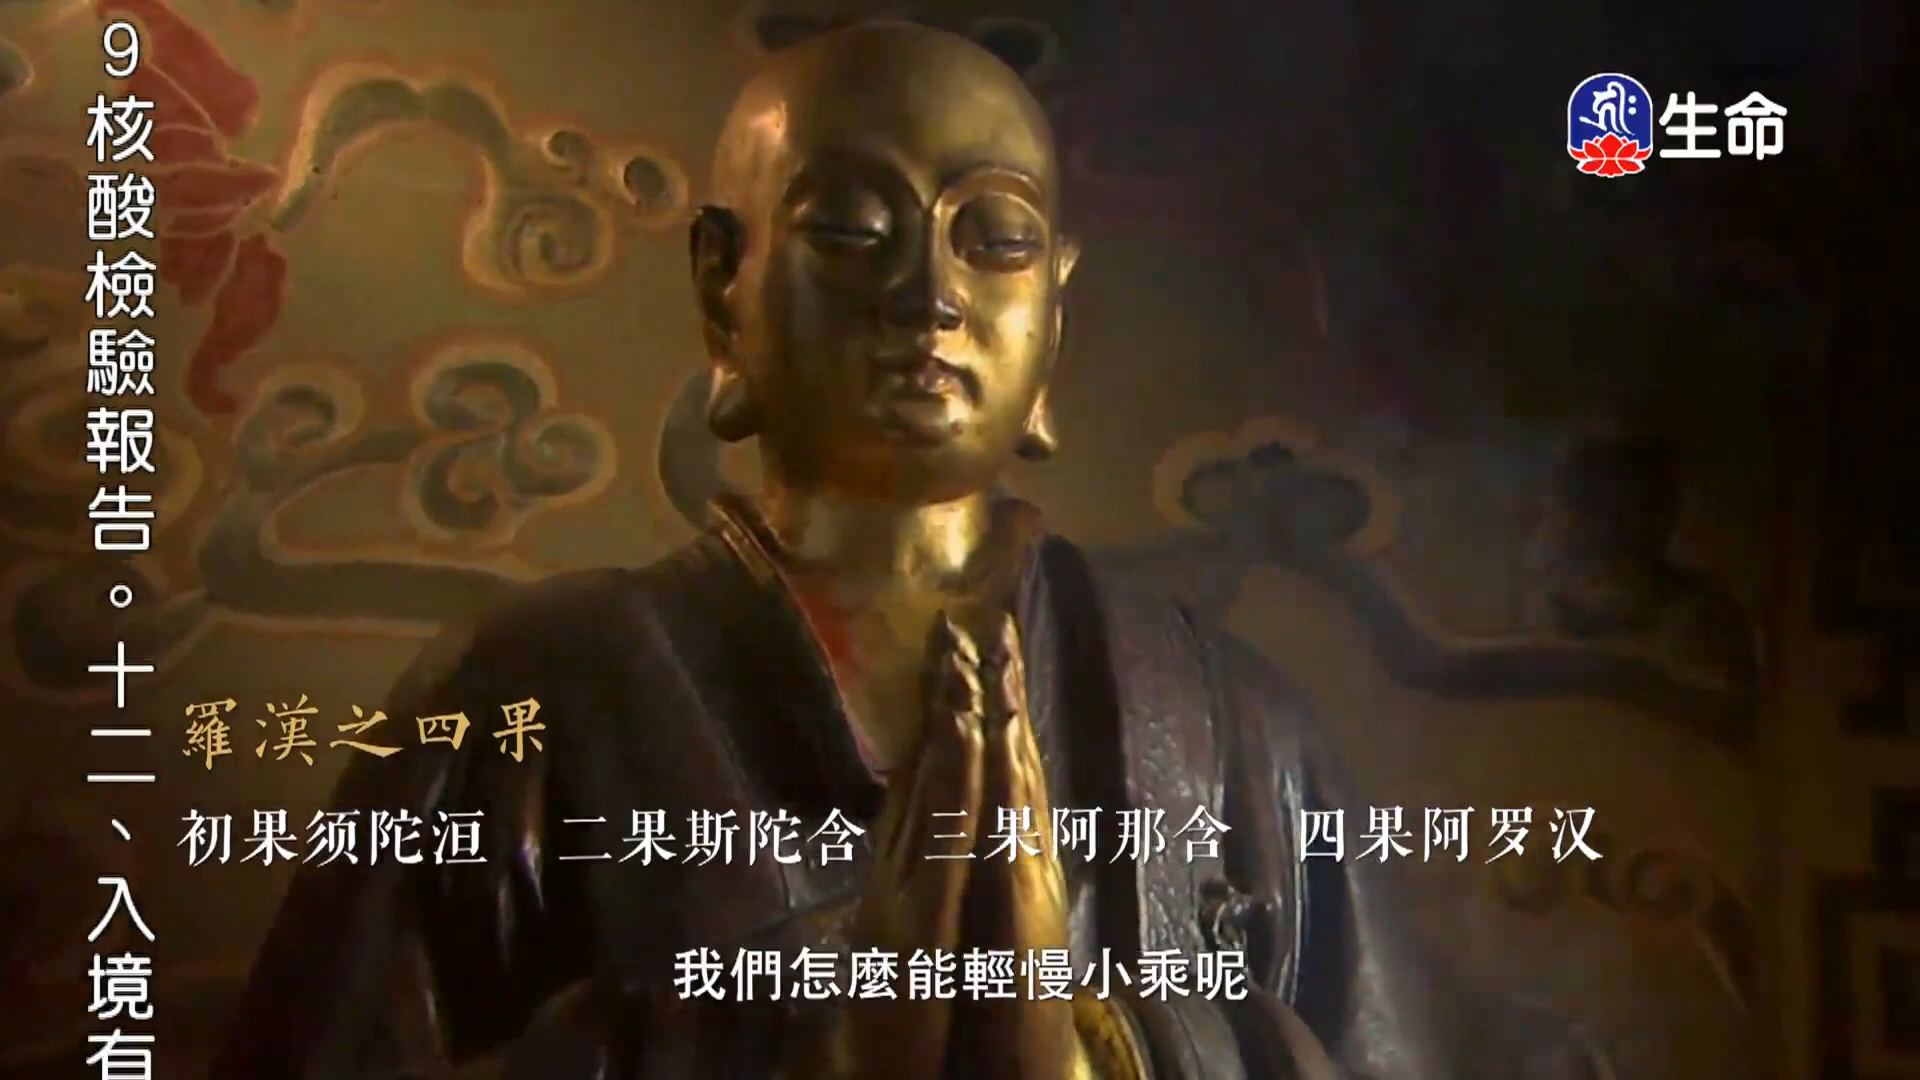 9核酸檢驗報告。十二、入境有
生命
羅漢之四果
初果须陀洹 二果斯陀含 三果阿那含 四果阿罗汉
我們怎麼能輕慢小乘呢